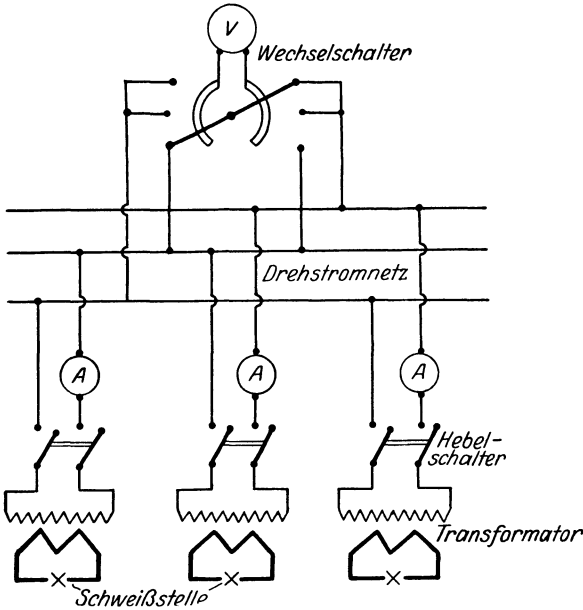 V
Wechselschalter
Drehstromnetz
A
A
A
Hebel-
schalter
Transformator
Schweißstelle